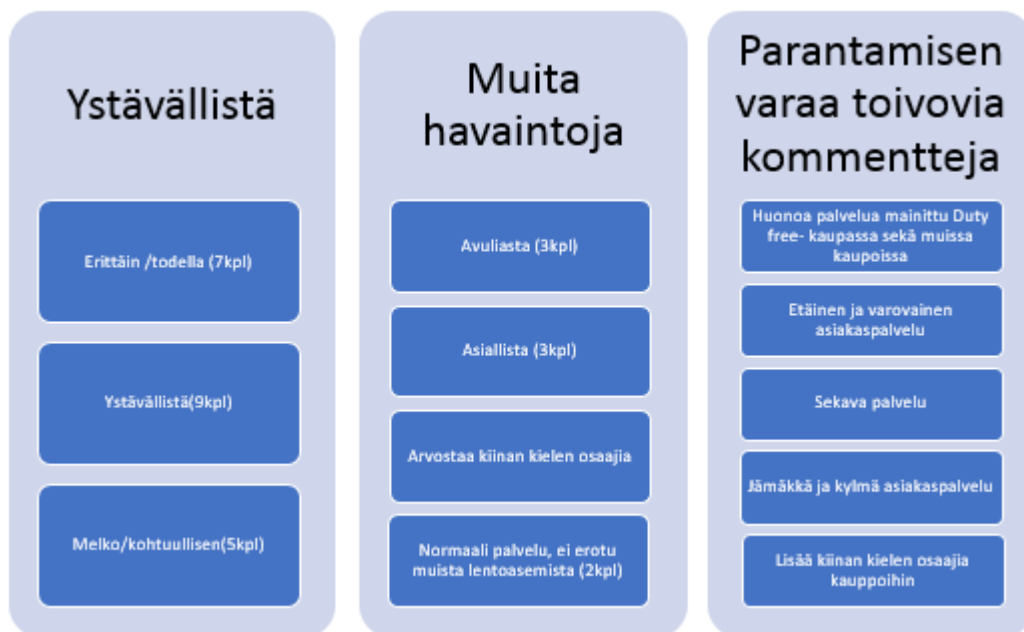 Ystävällistä
Erittäin /todella (7kpl)
Ystävällistä(9kpl)
Melko/kohtuullisen(5kpl)
Muita
havaintoja
Avuliasta (3kpl)
Asiallista (3kpl)
Arvostaa kiinan kielen osaajia
Normaali palvelu, ei erotu
muista lentoasemista (2kpl)
Parantamisen
varaa toivovia
kommentteja
Huonoa palvelua mainittu Duty
free- kaupassa sekä muissa
kaupoissa
Etäinen ja varovainen
asiakaspalvelu
Sekava palvelu
Jämäkkä ja kylmä asiakaspalvelu
Lisää kiinan kielen osaajia
kauppoihin